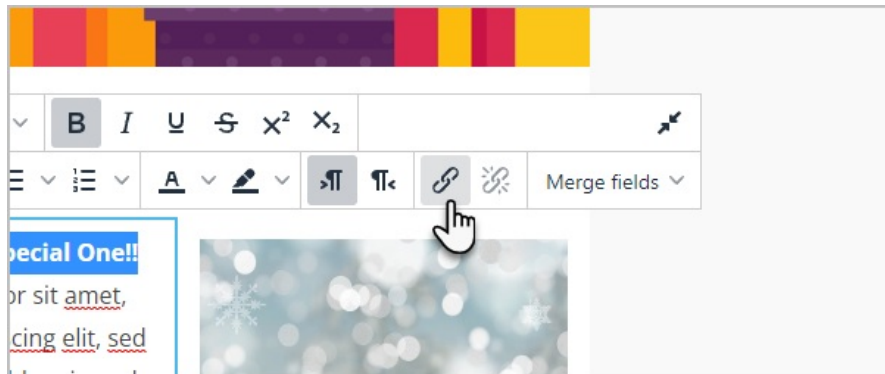 B I U S X² X₂
A Merge fields
pecial One!!
or sit amet,
cing elit, sed